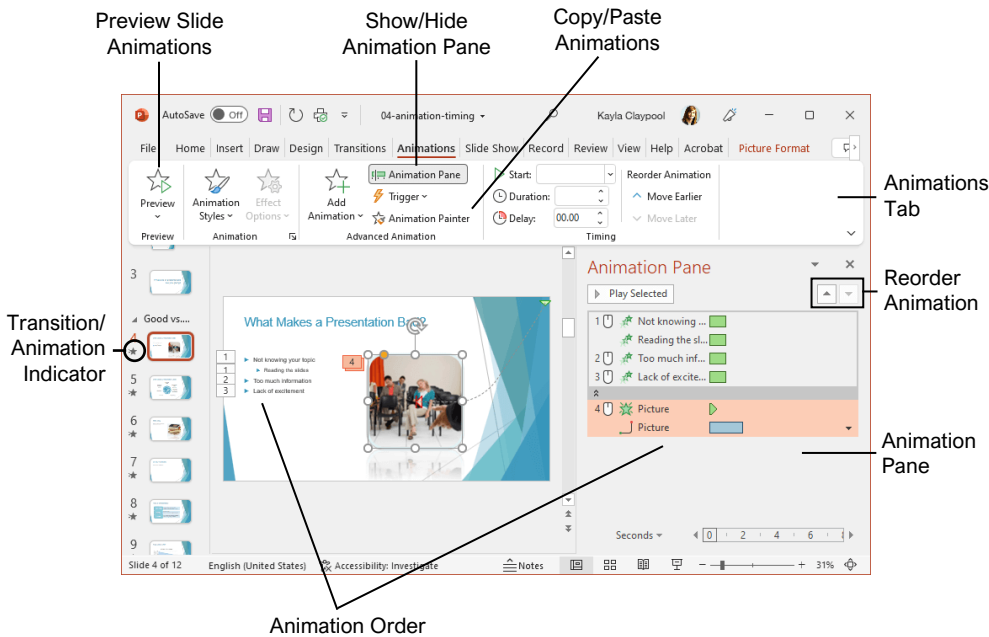 Preview Slide
Animations
Show/Hide
Animation Pane
Copy/Paste
Animations
AutoSave Off 04-animation-timing Kayla Claypool
File Home Insert Draw Design Transitions Animations Slide Show Record Review View Help Acrobat Picture Format
Preview
Animation
Styles
Effect
Options
Add
Animation
Animation Pane
Trigger
Animation Painter
Start:
Duration:
Delay: 00.00
Reorder Animation
Move Earlier
Move Later
Preview Animation Advanced Animation Timing
Animations
Tab
Reorder
Animation
Transition/
Animation
Indicator
3
Good vs....
4
5
6
7
8
9
What Makes a Presentation
1 Not knowing your topic
1 Reading the slides
2 Too much information
3 Lack of excitement
4
Animation Pane
Play Selected
1 Not knowing ...
Reading the sl...
2 Too much inf...
3 Lack of excite...
4 Picture
Picture
Animation
Pane
Seconds 0 2 4 6
Slide 4 of 12 English (United States) Accessibility: Investigate Notes 31%
Animation Order